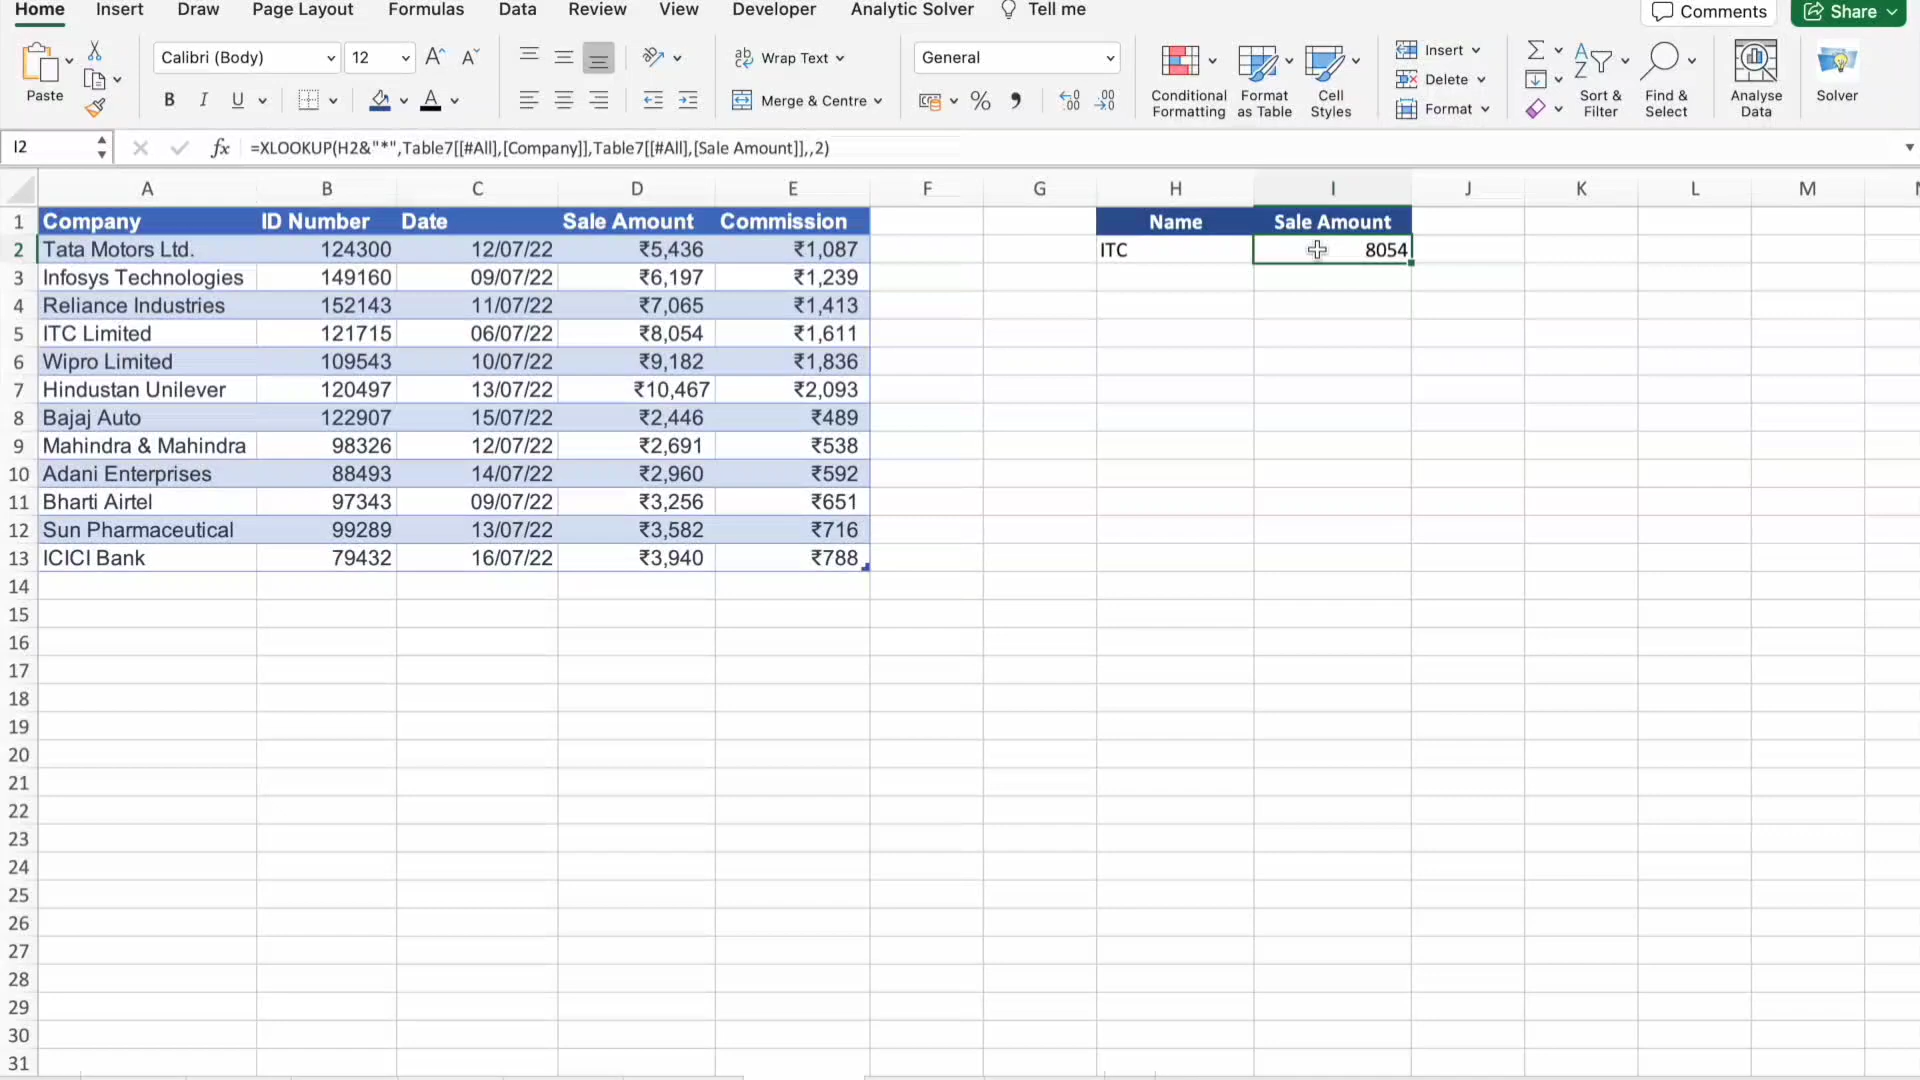 Home Insert Draw Page Layout Formulas Data Review View Developer Analytic Solver Tell me Comments Share
Calibri (Body) 12 A A Wrap Text General Insert
Paste B I U A Merge & Centre % Conditional Formatting Format as Table Cell Styles Delete Format Sort & Filter Find & Select Analyse Data Solver
I2 fx =XLOOKUP(H2&"*",Table7[[#All],[Company]],Table7[[#All],[Sale Amount]],,2)
A B C D E F G H I J K L M
1 Company ID Number Date Sale Amount Commission Name Sale Amount
2 Tata Motors Ltd. 124300 12/07/22 ₹5,436 ₹1,087 ITC 8054
3 Infosys Technologies 149160 09/07/22 ₹6,197 ₹1,239
4 Reliance Industries 152143 11/07/22 ₹7,065 ₹1,413
5 ITC Limited 121715 06/07/22 ₹8,054 ₹1,611
6 Wipro Limited 109543 10/07/22 ₹9,182 ₹1,836
7 Hindustan Unilever 120497 13/07/22 ₹10,467 ₹2,093
8 Bajaj Auto 122907 15/07/22 ₹2,446 ₹489
9 Mahindra & Mahindra 98326 12/07/22 ₹2,691 ₹538
10 Adani Enterprises 88493 14/07/22 ₹2,960 ₹592
11 Bharti Airtel 97343 09/07/22 ₹3,256 ₹651
12 Sun Pharmaceutical 99289 13/07/22 ₹3,582 ₹716
13 ICICI Bank 79432 16/07/22 ₹3,940 ₹788
14
15
16
17
18
19
20
21
22
23
24
25
26
27
28
29
30
31